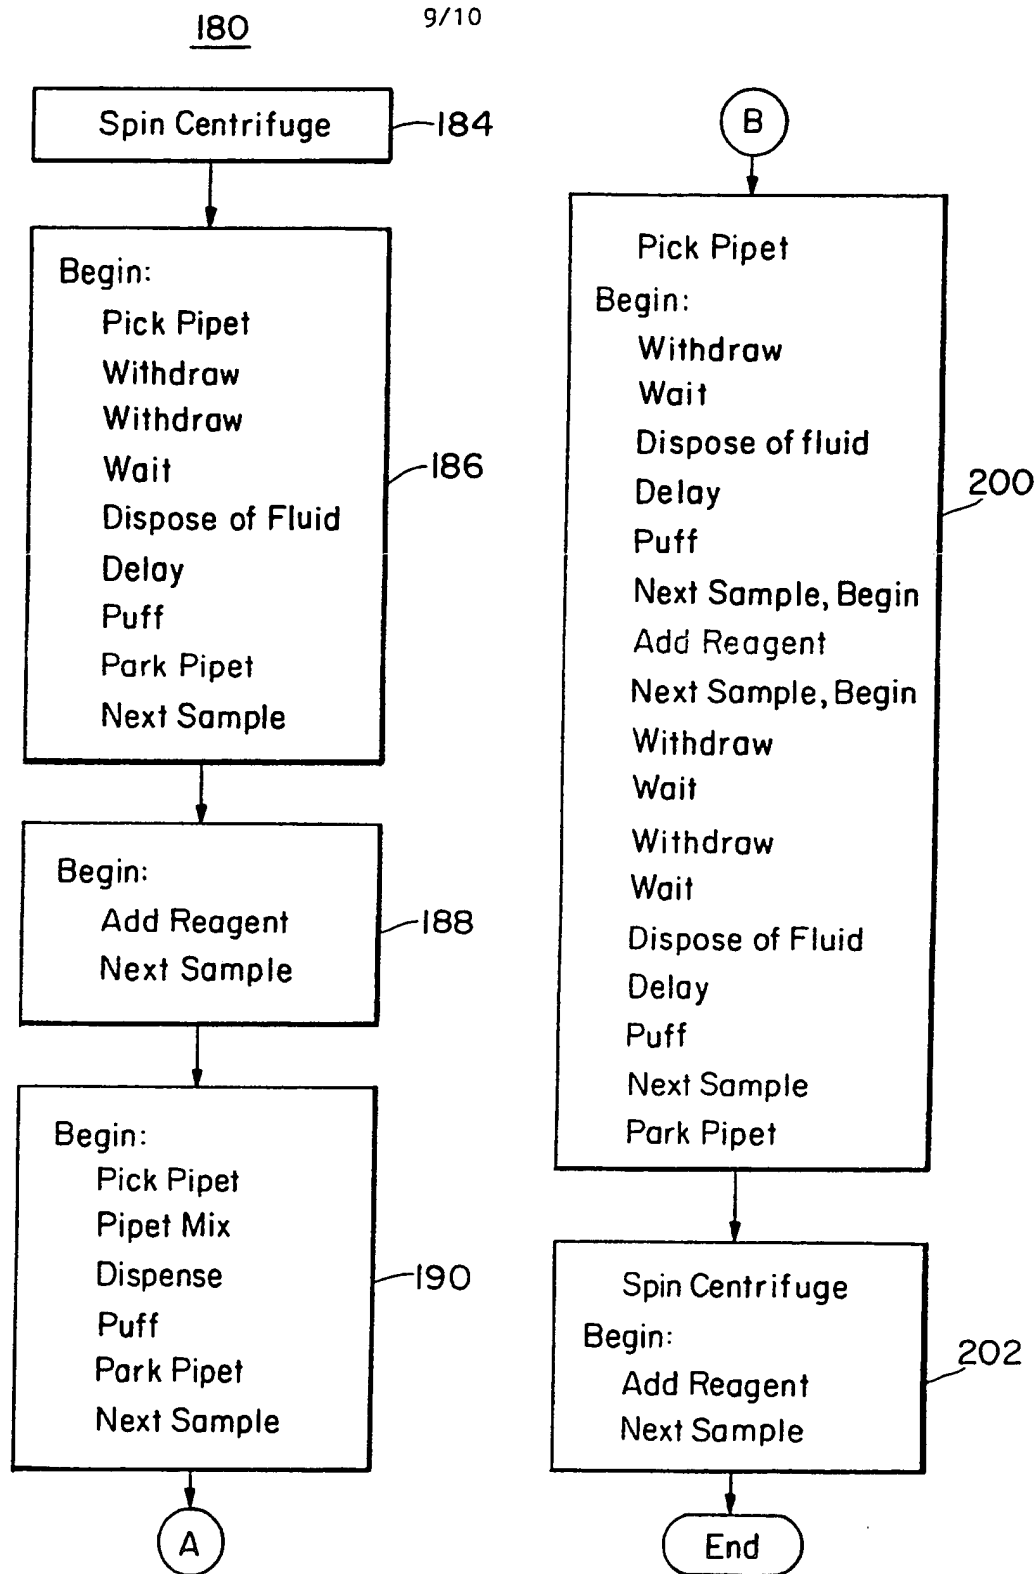 180
9/10
Spin Centrifuge
184
Begin:
Pick Pipet
Withdraw
Withdraw
Wait
Dispose of Fluid
Delay
Puff
Park Pipet
Next Sample
186
Begin:
Add Reagent
Next Sample
188
Begin:
Pick Pipet
Pipet Mix
Dispense
Puff
Park Pipet
Next Sample
190
A
B
Pick Pipet
Begin:
Withdraw
Wait
Dispose of fluid
Delay
Puff
Next Sample, Begin
Add Reagent
Next Sample, Begin
Withdraw
Wait
Withdraw
Wait
Dispose of Fluid
Delay
Puff
Next Sample
Park Pipet
200
Spin Centrifuge
Begin:
Add Reagent
Next Sample
202
End